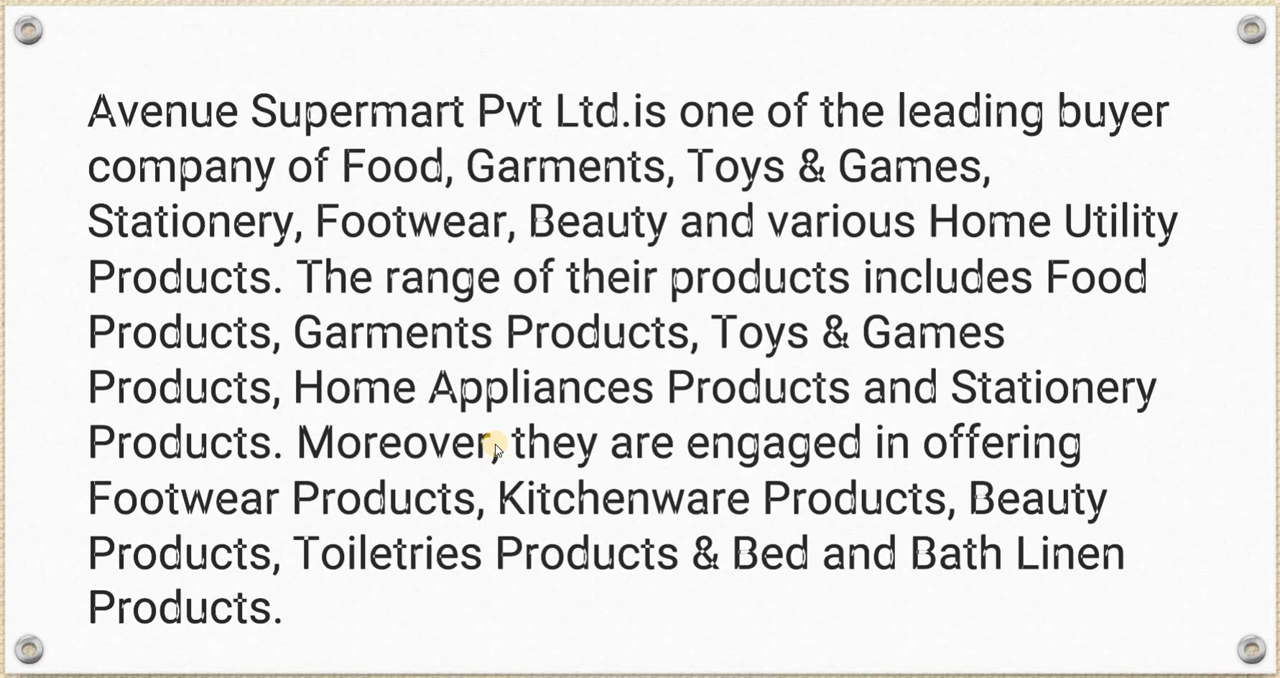 Avenue Supermart Pvt Ltd.is one of the leading buyer
company of Food, Garments, Toys & Games,
Stationery, Footwear, Beauty and various Home Utility
Products. The range of their products includes Food
Products, Garments Products, Toys & Games
Products, Home Appliances Products and Stationery
Products. Moreover, they are engaged in offering
Footwear Products, Kitchenware Products, Beauty
Products, Toiletries Products & Bed and Bath Linen
Products.